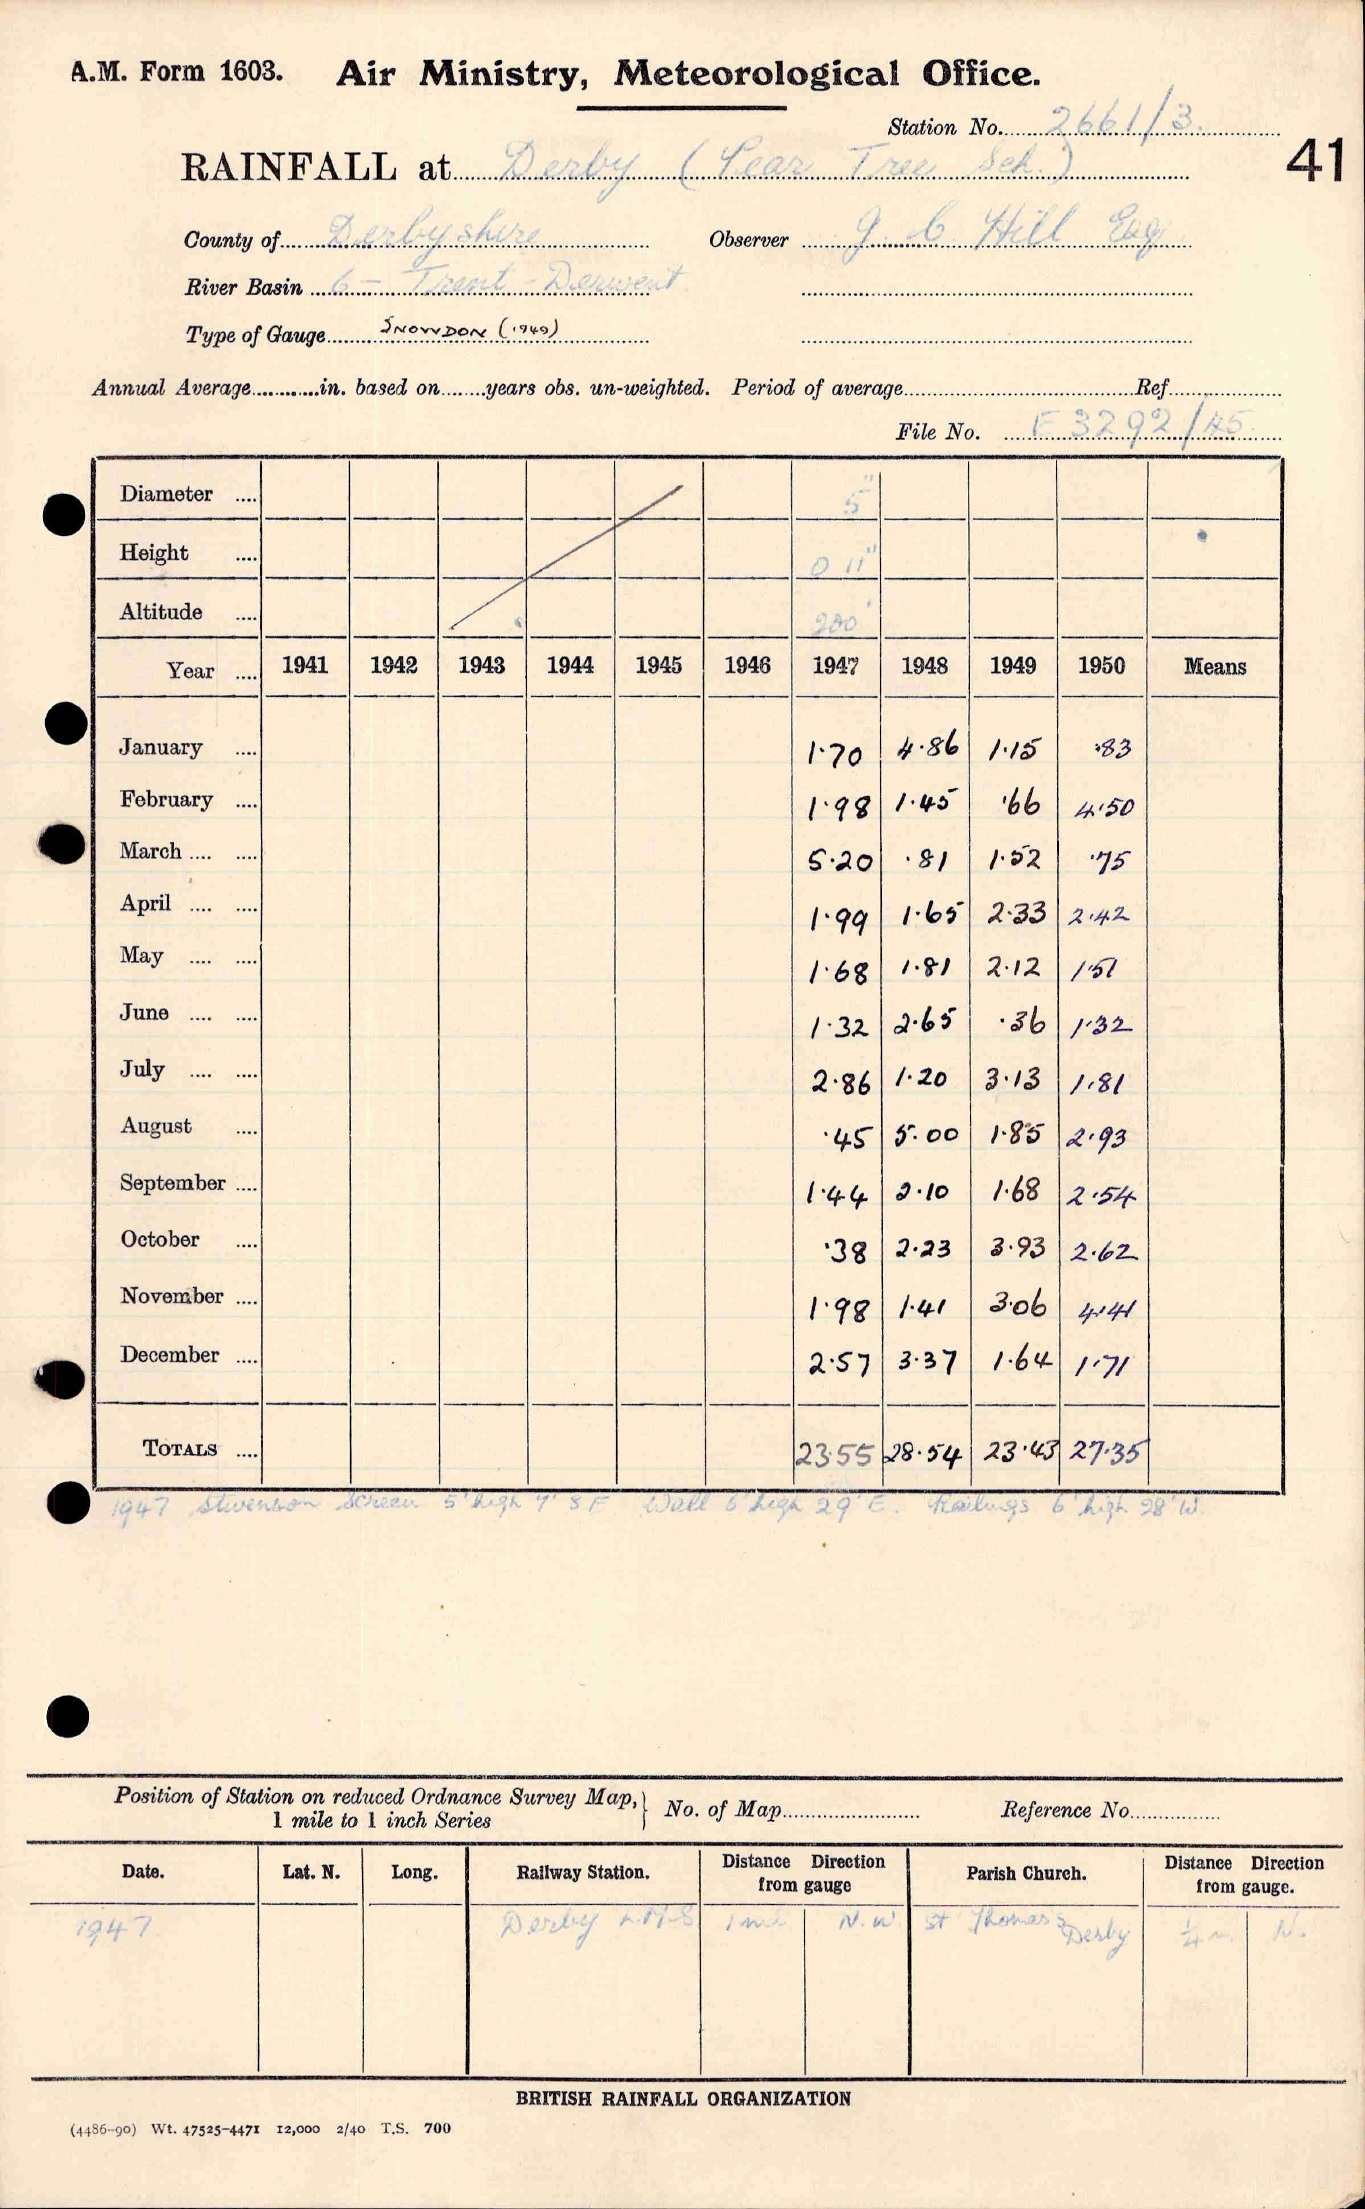 A.M. Form 1603. Air Ministry, Meteorological Office.
Station No. 2661/3.
RAINFALL at Derby (Pear Tree Sch.)
41
County of Derbyshire Observer G. C. Hill Esq
River Basin 6 – Trent – Derwent
Type of Gauge SNOWDON (1949)
Annual Average in. based on years obs. un-weighted. Period of average Ref
File No. E 3292/45
Diameter 5"
Height 0 11"
Altitude 200'
Year 1941 1942 1943 1944 1945 1946 1947 1948 1949 1950 Means
January 1·70 4·86 1·15 ·83
February 1·98 1·45 ·66 4·50
March 5·20 ·81 1·52 ·75
April 1·99 1·65 2·33 2·42
May 1·68 1·81 2·12 1·51
June 1·32 2·65 ·36 1·32
July 2·86 1·20 3·13 1·81
August ·45 5·00 1·85 2·93
September 1·44 2·10 1·68 2·54
October ·38 2·23 3·93 2·62
November 1·98 1·41 3·06 4·41
December 2·57 3·37 1·64 1·71
TOTALS 23·55 28·54 23·43 27·35
1947 Stevenson Screen 5' high 7' S E Wall 6' high 29' E. Railings 6' high 28' W.
Position of Station on reduced Ordnance Survey Map,
1 mile to 1 inch Series } No. of Map Reference No
Date. Lat. N. Long. Railway Station. Distance Direction from gauge Parish Church. Distance Direction from gauge.
1947 Derby L.M.S 1 mi N.W. St Thomas's Derby ¼ m. N.
BRITISH RAINFALL ORGANIZATION
(4486–90) Wt. 47525–4471 12,000 2/40 T.S. 700